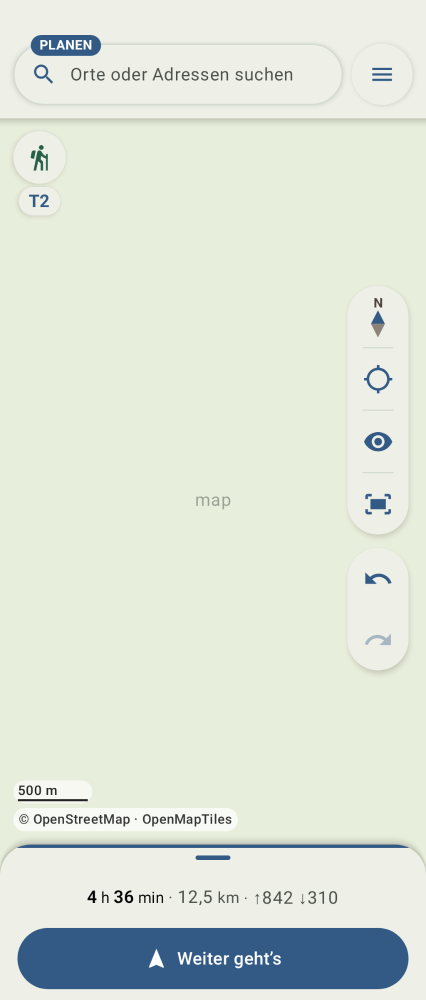 PLANEN
Orte oder Adressen suchen
T2
N
map
500 m
© OpenStreetMap · OpenMapTiles
4 h 36 min · 12,5 km · ↑842 ↓310
Weiter geht’s